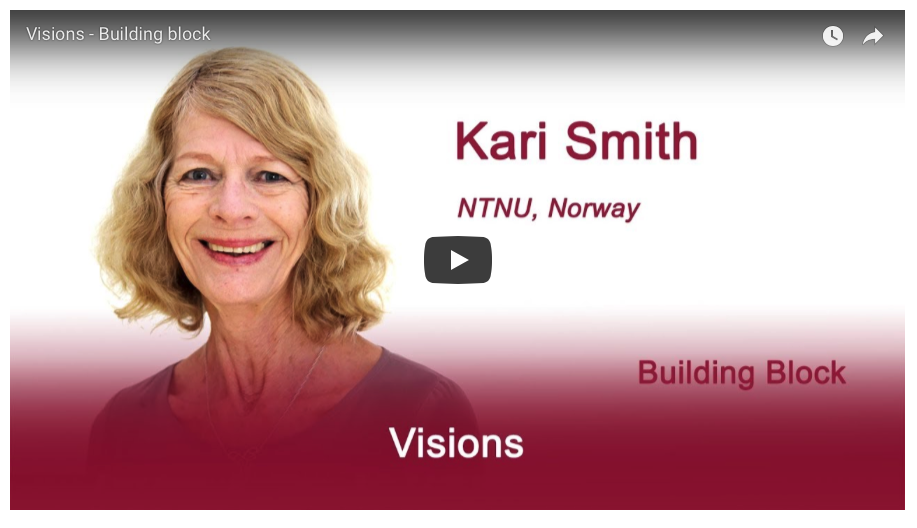 Visions - Building block
Kari Smith
NTNU, Norway
Building Block
Visions